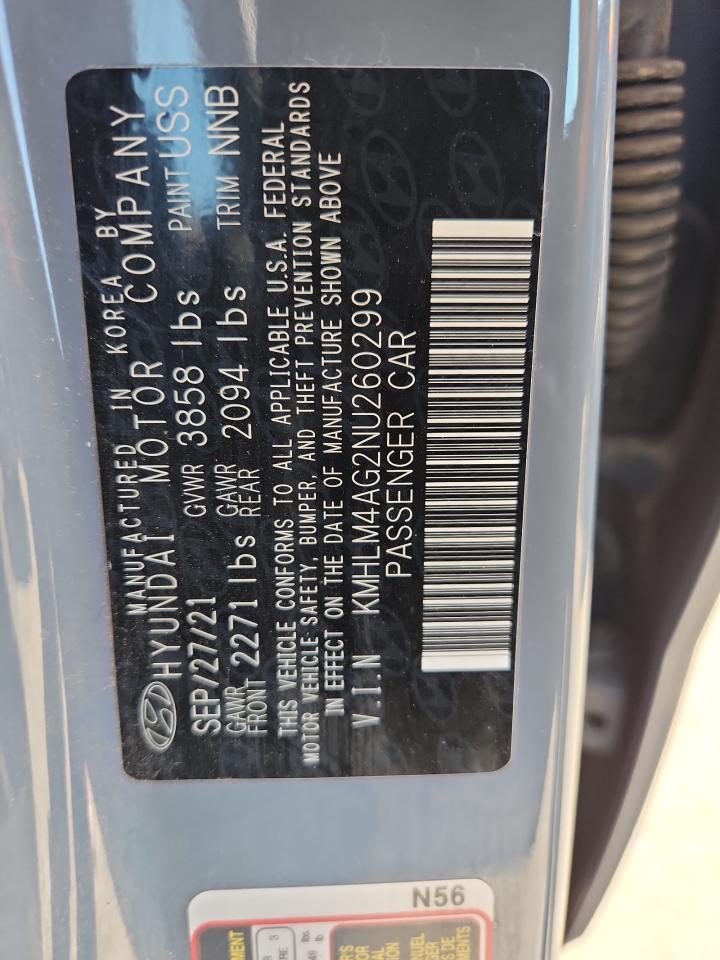 MANUFACTURED IN KOREA BY
HYUNDAI MOTOR COMPANY
SEP/27/21 GVWR 3858 lbs PAINT USS
GAWR FRONT 2271 lbs GAWR REAR 2094 lbs TRIM NNB
THIS VEHICLE CONFORMS TO ALL APPLICABLE U.S.A. FEDERAL
MOTOR VEHICLE SAFETY, BUMPER, AND THEFT PREVENTION STANDARDS
IN EFFECT ON THE DATE OF MANUFACTURE SHOWN ABOVE
V.I.N KMHLM4AG2NU260299
PASSENGER CAR
N56